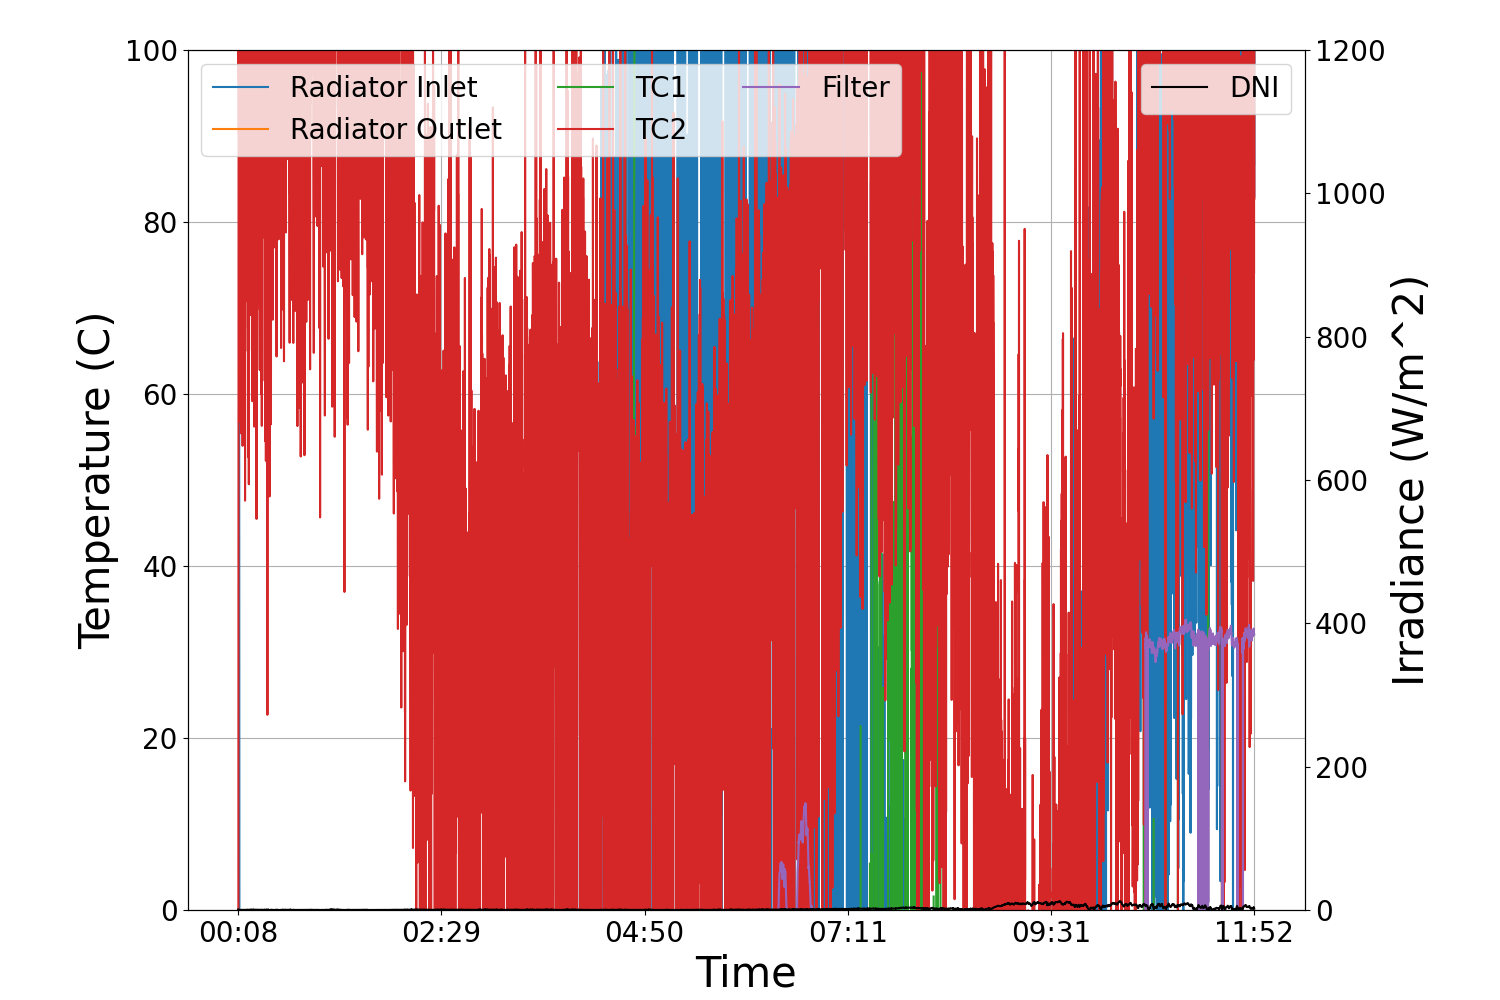 100
80
60
40
20
0
Temperature (C)
Radiator Inlet
Radiator Outlet
TC1
TC2
Filter
DNI
1200
1000
800
600
400
200
0
Irradiance (W/m^2)
00:08 02:29 04:50 07:11 09:31 11:52
Time